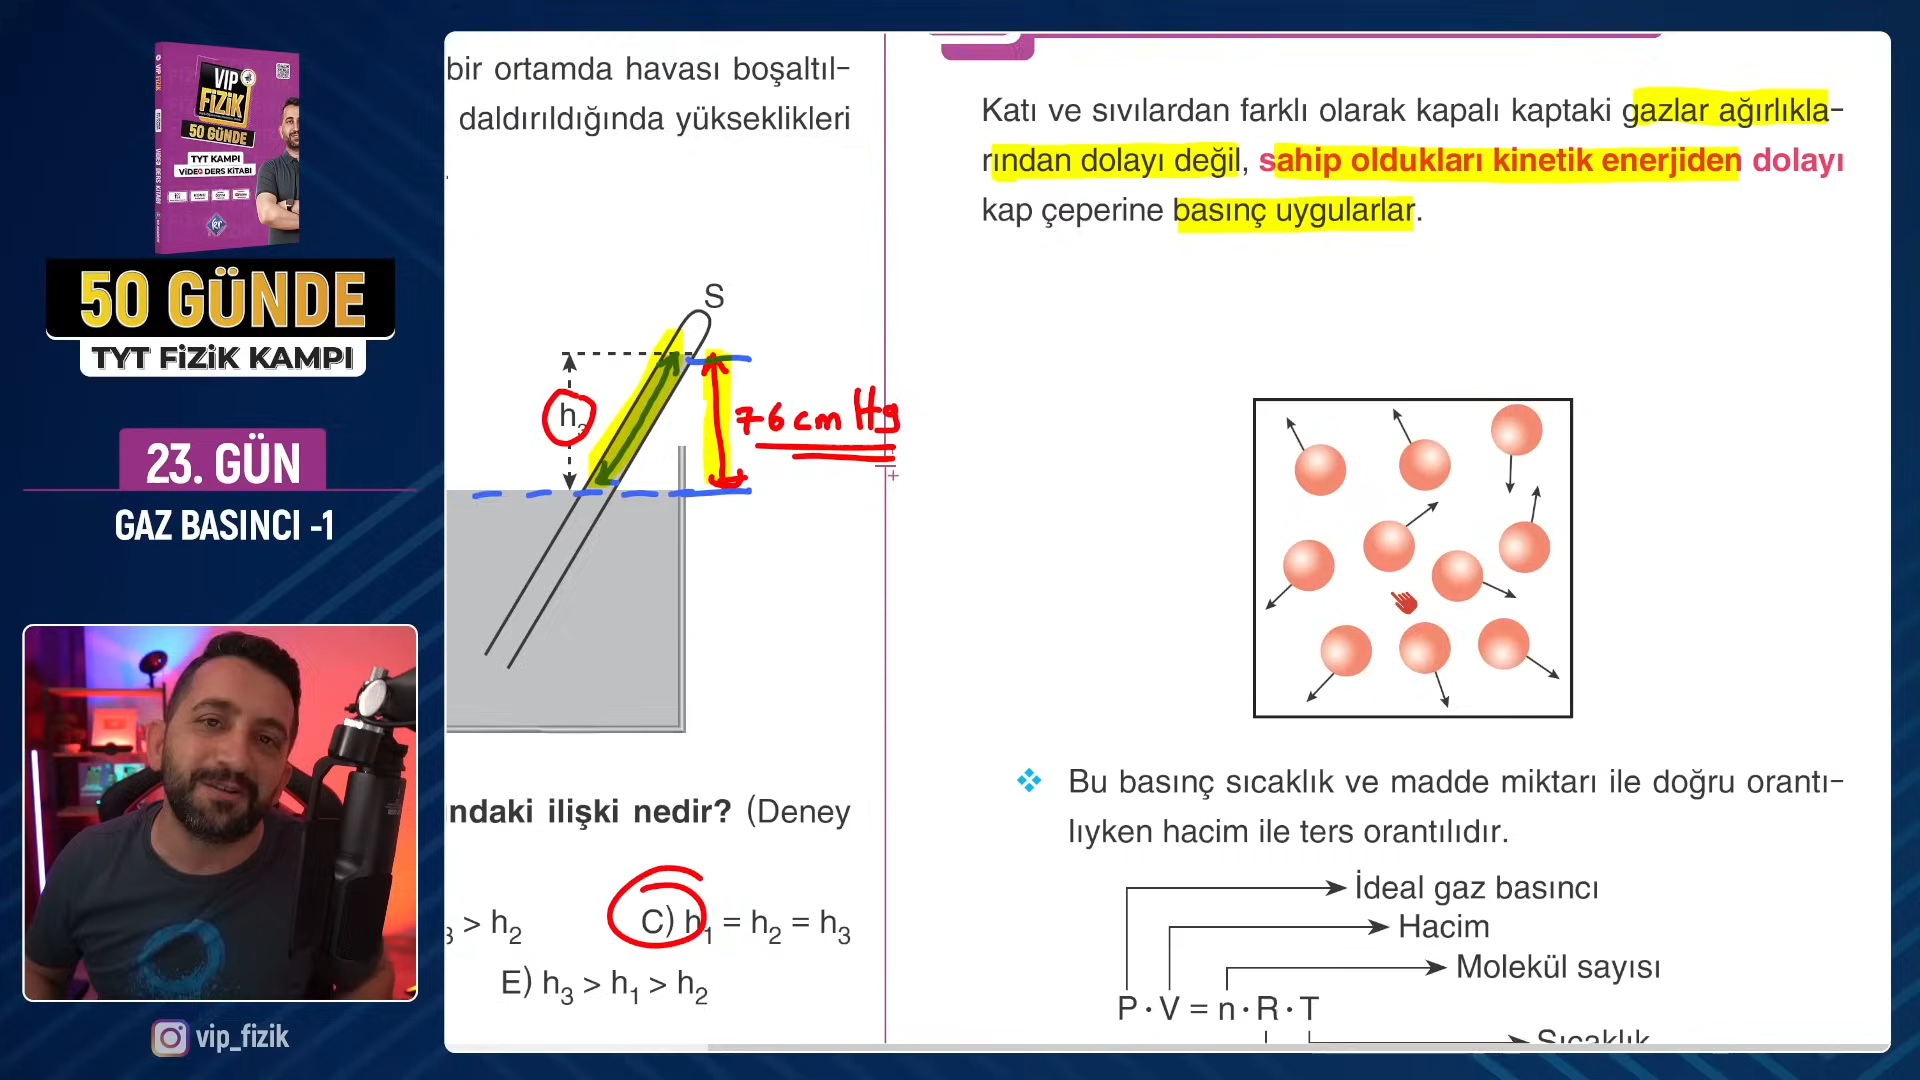 VIP
FİZİK
50 GÜNDE
TYT KAMPI
VİDEO DERS KİTABI
50 GÜNDE
TYT FİZİK KAMPI
23. GÜN
GAZ BASINCI -1
vip_fizik
bir ortamda havası boşaltıl-
daldırıldığında yükseklikleri
S
h3
76 cm Hg
ndaki ilişki nedir? (Deney
3 > h2
C) h1 = h2 = h3
E) h3 > h1 > h2
Katı ve sıvılardan farklı olarak kapalı kaptaki gazlar ağırlıkla-
rından dolayı değil, sahip oldukları kinetik enerjiden dolayı
kap çeperine basınç uygularlar.
❖ Bu basınç sıcaklık ve madde miktarı ile doğru orantı-
lıyken hacim ile ters orantılıdır.
İdeal gaz basıncı
Hacim
Molekül sayısı
P · V = n · R · T
Sıcaklık